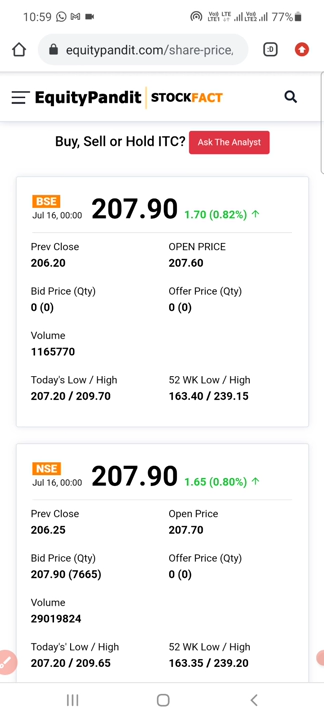 10:59 77%
equitypandit.com/share-price, :D
EquityPandit STOCKFACT
Buy, Sell or Hold ITC? Ask The Analyst
BSE
Jul 16, 00:00 207.90 1.70 (0.82%) ↑
Prev Close OPEN PRICE
206.20 207.60
Bid Price (Qty) Offer Price (Qty)
0 (0) 0 (0)
Volume
1165770
Today's Low / High 52 WK Low / High
207.20 / 209.70 163.40 / 239.15
NSE
Jul 16, 00:00 207.90 1.65 (0.80%) ↑
Prev Close Open Price
206.25 207.70
Bid Price (Qty) Offer Price (Qty)
207.90 (7665) 0 (0)
Volume
29019824
Today's' Low / High 52 WK Low / High
207.20 / 209.65 163.35 / 239.20